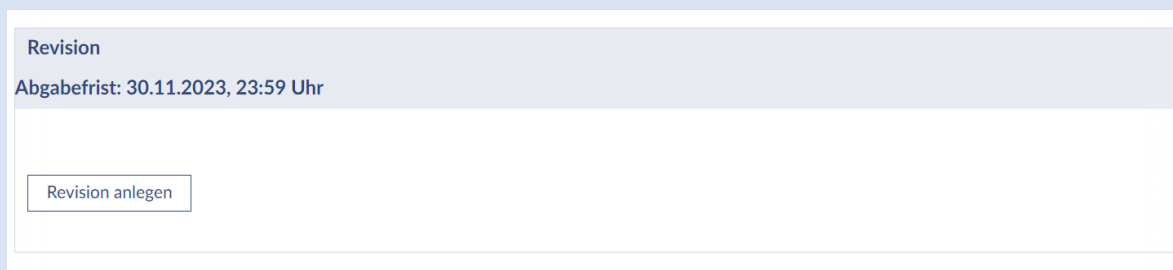 Revision
Abgabefrist: 30.11.2023, 23:59 Uhr
Revision anlegen